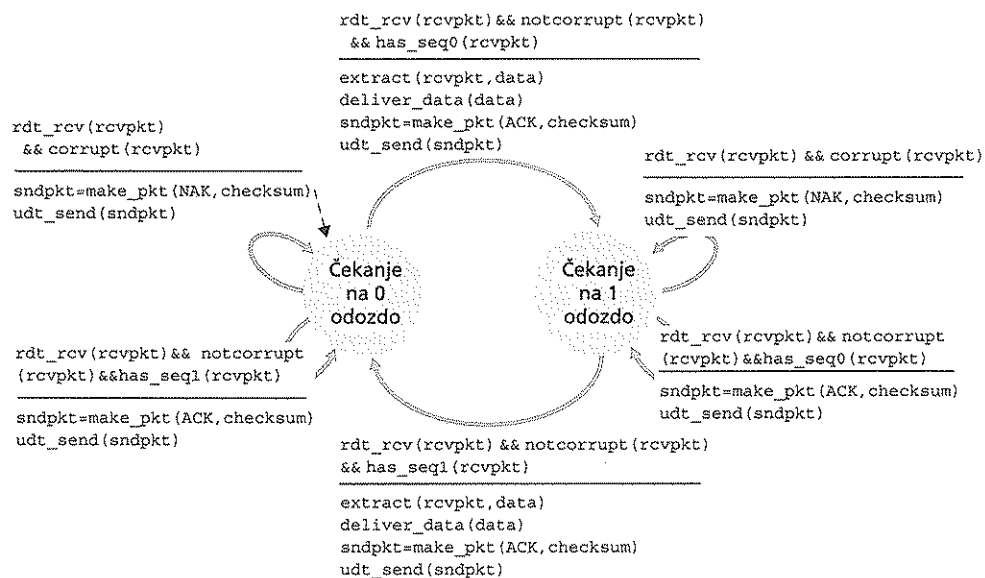 rdt_rcv(rcvpkt) && notcorrupt(rcvpkt)
&& has_seq0(rcvpkt)
extract(rcvpkt,data)
deliver_data(data)
sndpkt=make_pkt(ACK,checksum)
udt_send(sndpkt)
rdt_rcv(rcvpkt)
&& corrupt(rcvpkt)
sndpkt=make_pkt(NAK,checksum)
udt_send(sndpkt)
rdt_rcv(rcvpkt) && corrupt(rcvpkt)
sndpkt=make_pkt(NAK,checksum)
udt_send(sndpkt)
Čekanje
na 0
odozdo
Čekanje
na 1
odozdo
rdt_rcv(rcvpkt)&& notcorrupt
(rcvpkt)&&has_seq1(rcvpkt)
sndpkt=make_pkt(ACK,checksum)
udt_send(sndpkt)
rdt_rcv(rcvpkt)&& notcorrupt
(rcvpkt)&&has_seq0(rcvpkt)
sndpkt=make_pkt(ACK,checksum)
udt_send(sndpkt)
rdt_rcv(rcvpkt) && notcorrupt(rcvpkt)
&& has_seq1(rcvpkt)
extract(rcvpkt,data)
deliver_data(data)
sndpkt=make_pkt(ACK,checksum)
udt_send(sndpkt)